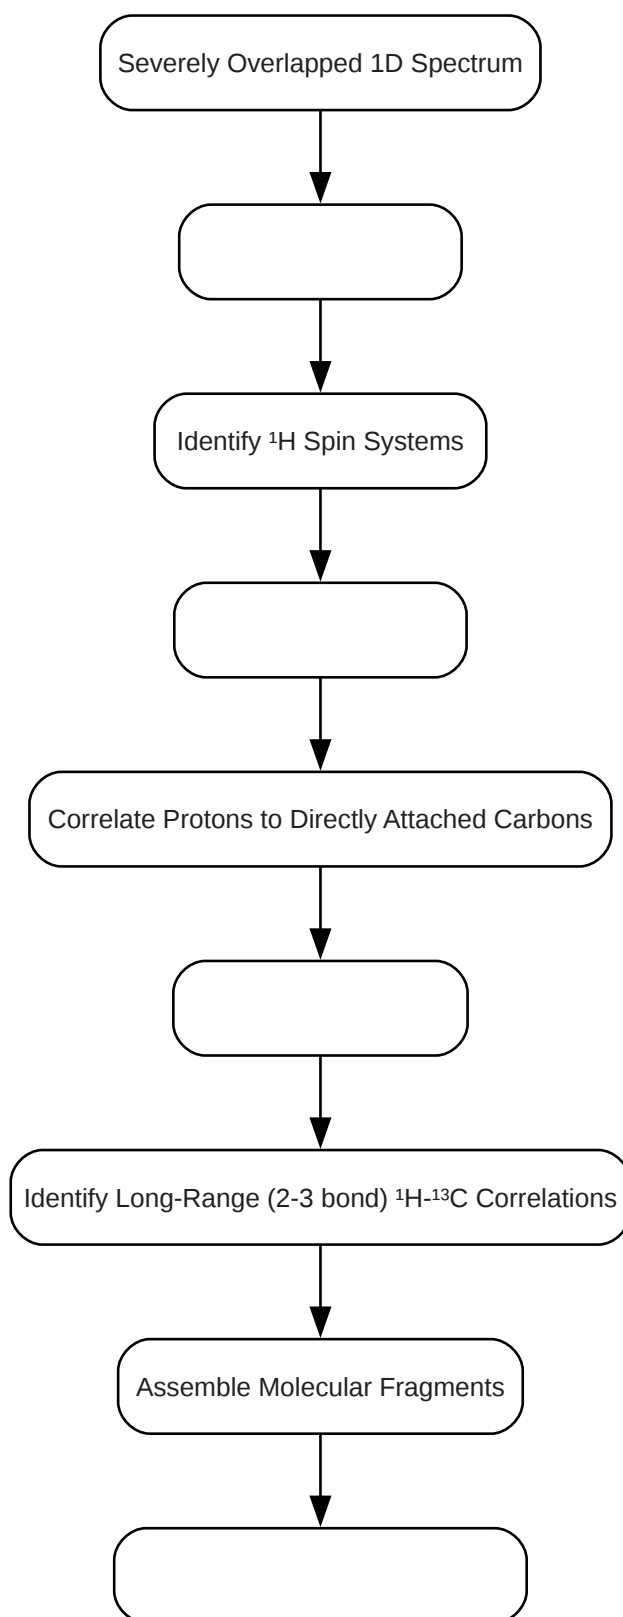 Severely Overlapped 1D Spectrum
Identify ¹H Spin Systems
Correlate Protons to Directly Attached Carbons
Identify Long-Range (2-3 bond) ¹H-¹³C Correlations
Assemble Molecular Fragments